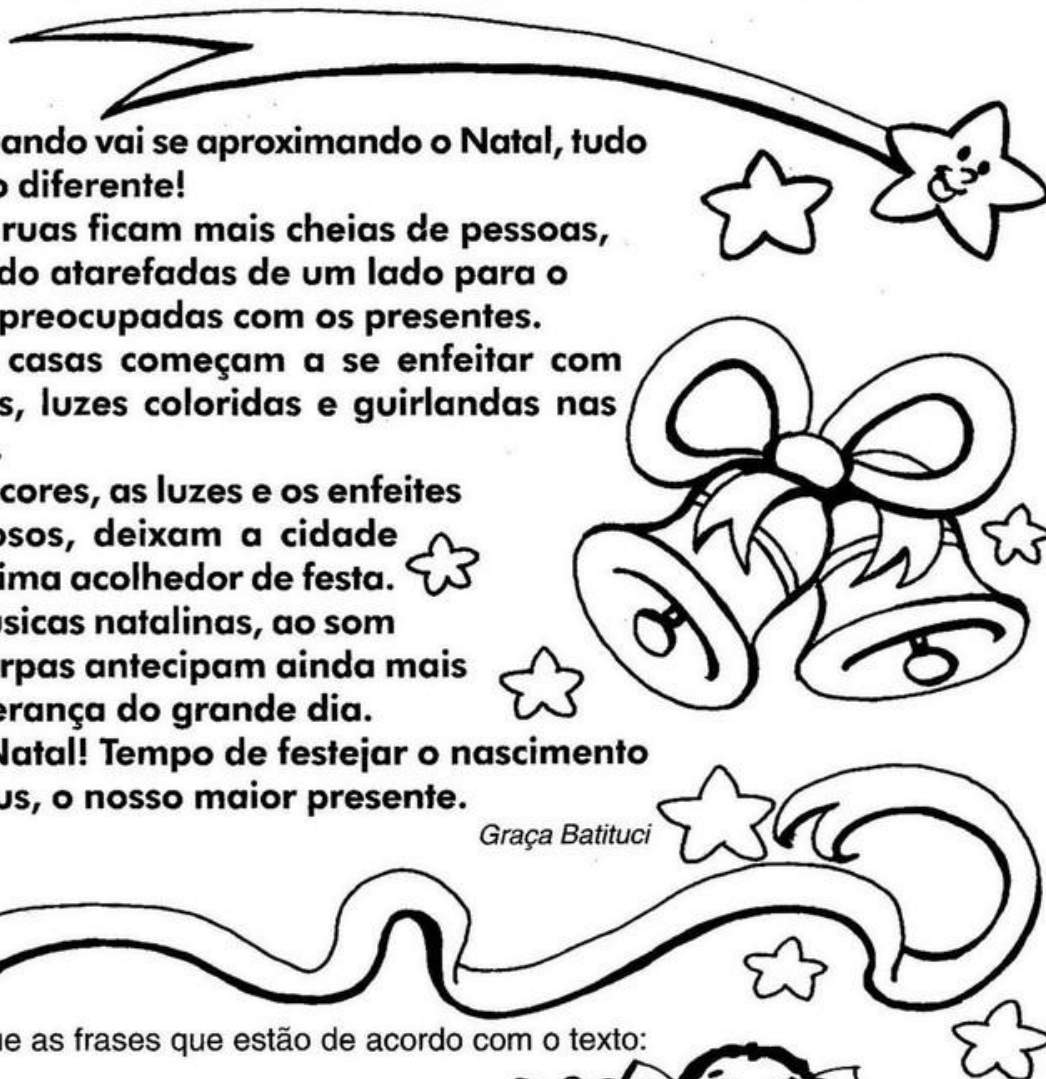 ando vai se aproximando o Natal, tudo
o diferente!
ruas ficam mais cheias de pessoas,
do atarefadas de um lado para o
preocupadas com os presentes.
casas começam a se enfeitar com
s, luzes coloridas e guirlandas nas
cores, as luzes e os enfeites
osos, deixam a cidade
ima acolhedor de festa.
usicas natalinas, ao som
rpas antecipam ainda mais
erança do grande dia.
Natal! Tempo de festejar o nascimento
us, o nosso maior presente.
Graça Batituci
ue as frases que estão de acordo com o texto: